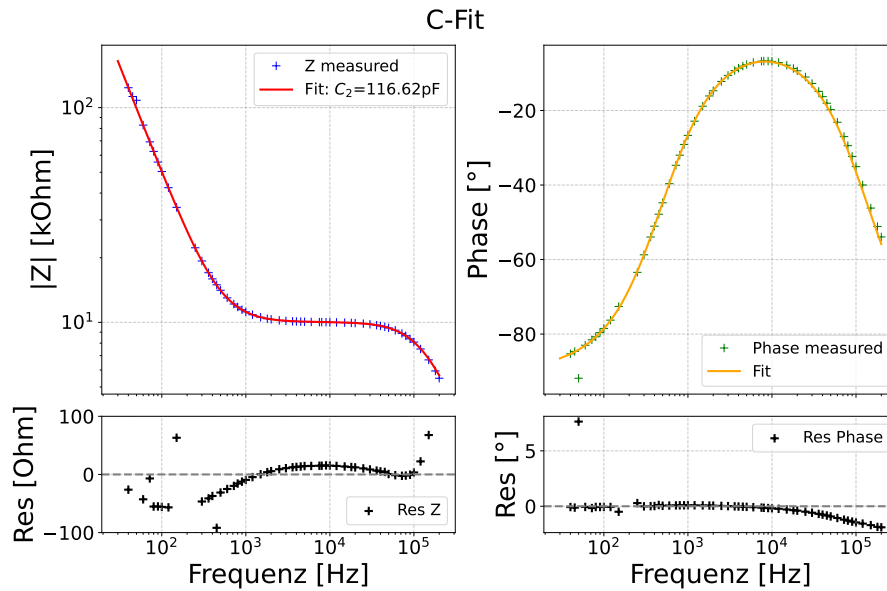 C-Fit
|Z| [kOhm]
10²
10¹
Z measured
Fit: C₂=116.62pF
Phase [°]
−20
−40
−60
−80
Phase measured
Fit
Res [Ohm]
100
0
−100
Res Z
10² 10³ 10⁴ 10⁵
Frequenz [Hz]
Res [°]
5
0
Res Phase
10² 10³ 10⁴ 10⁵
Frequenz [Hz]